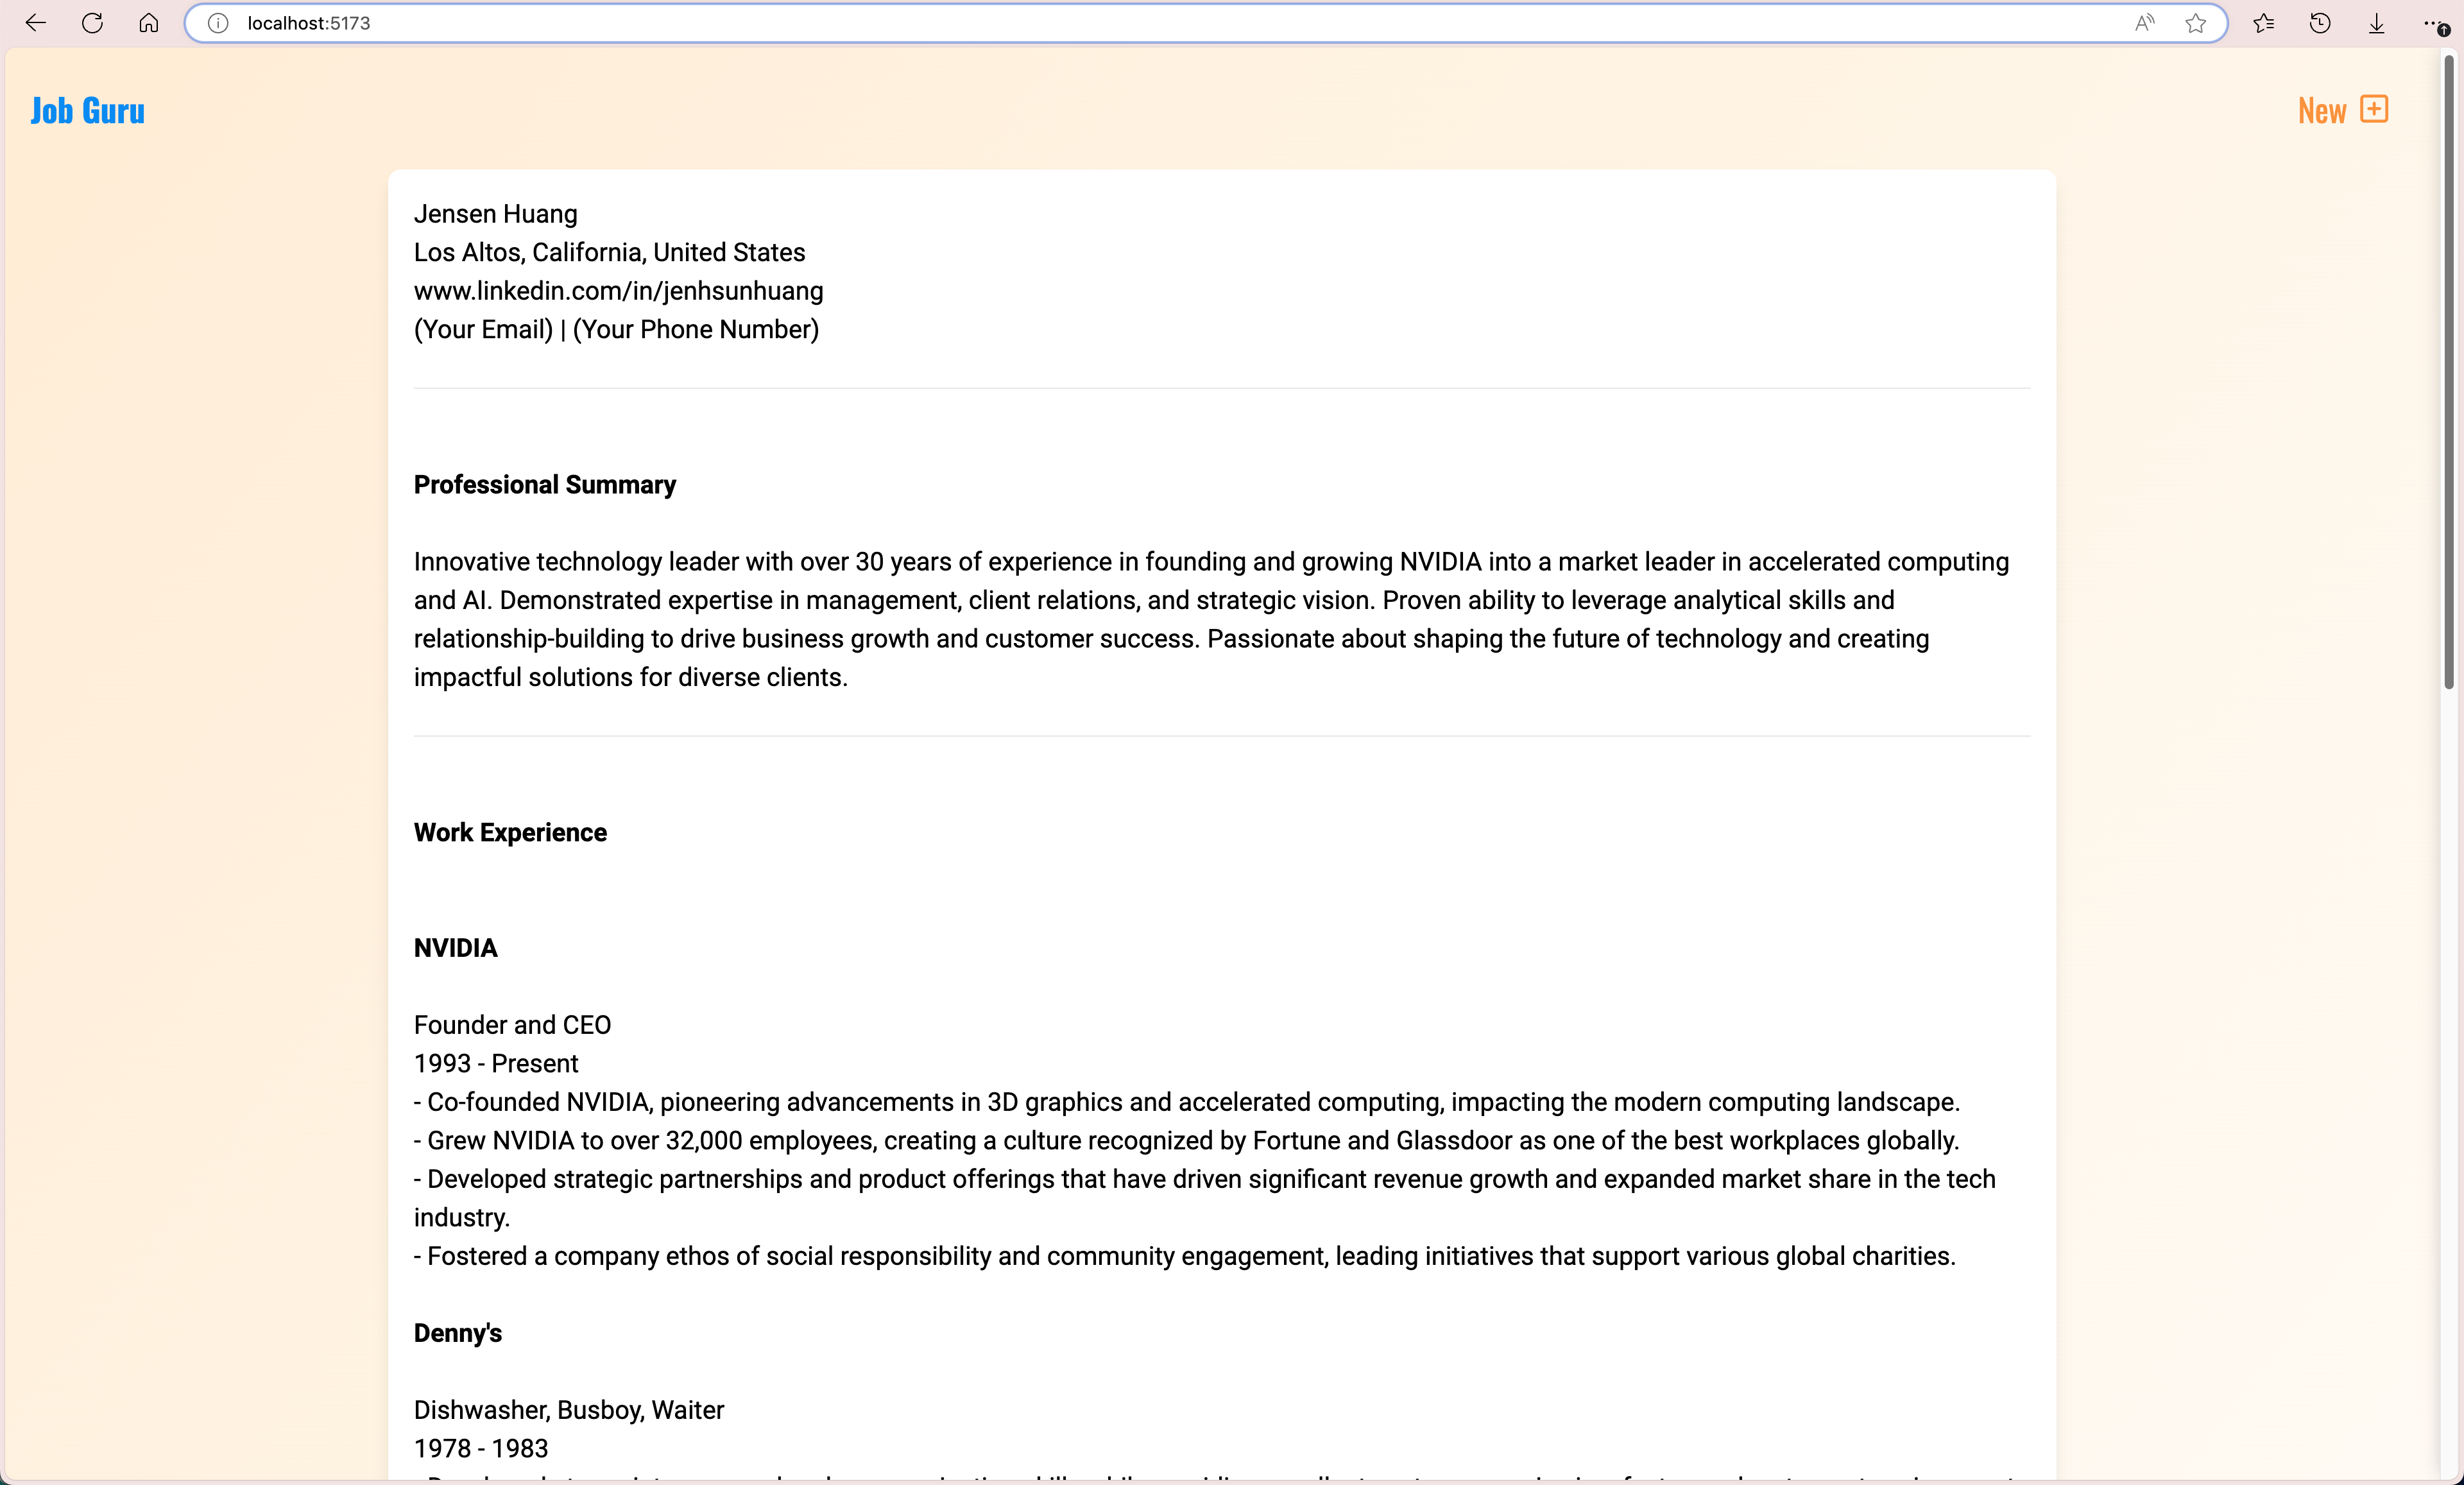 localhost:5173
Job Guru
New
Jensen Huang
Los Altos, California, United States
www.linkedin.com/in/jenhsunhuang
(Your Email) | (Your Phone Number)
Professional Summary
Innovative technology leader with over 30 years of experience in founding and growing NVIDIA into a market leader in accelerated computing
and AI. Demonstrated expertise in management, client relations, and strategic vision. Proven ability to leverage analytical skills and
relationship-building to drive business growth and customer success. Passionate about shaping the future of technology and creating
impactful solutions for diverse clients.
Work Experience
NVIDIA
Founder and CEO
1993 - Present
- Co-founded NVIDIA, pioneering advancements in 3D graphics and accelerated computing, impacting the modern computing landscape.
- Grew NVIDIA to over 32,000 employees, creating a culture recognized by Fortune and Glassdoor as one of the best workplaces globally.
- Developed strategic partnerships and product offerings that have driven significant revenue growth and expanded market share in the tech
industry.
- Fostered a company ethos of social responsibility and community engagement, leading initiatives that support various global charities.
Denny's
Dishwasher, Busboy, Waiter
1978 - 1983